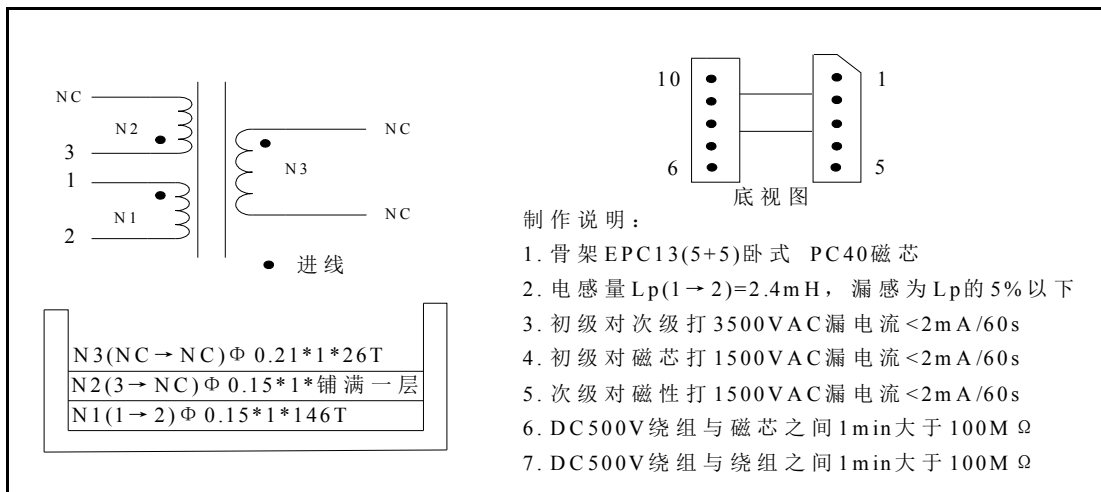 NC
N2
3
1
N1
2
NC
N3
NC
进线
N3(NC→NC)Φ0.21*1*26T
N2(3→NC)Φ0.15*1*铺满一层
N1(1→2)Φ0.15*1*146T
10
1
6
5
底视图
制作说明:
1.骨架EPC13(5+5)卧式 PC40磁芯
2.电感量Lp(1→2)=2.4mH,漏感为Lp的5%以下
3.初级对次级打3500VAC漏电流<2mA/60s
4.初级对磁芯打1500VAC漏电流<2mA/60s
5.次级对磁性打1500VAC漏电流<2mA/60s
6.DC500V绕组与磁芯之间1min大于100MΩ
7.DC500V绕组与绕组之间1min大于100MΩ